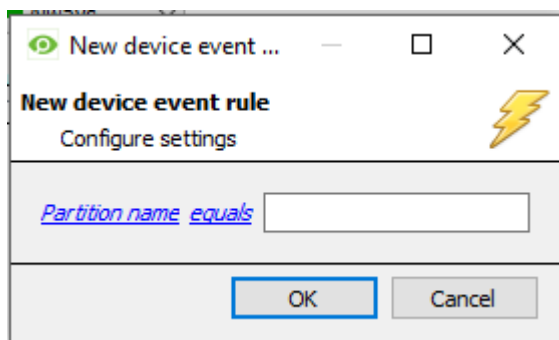 New device event ...
New device event rule
Configure settings
Partition name equals
OK Cancel